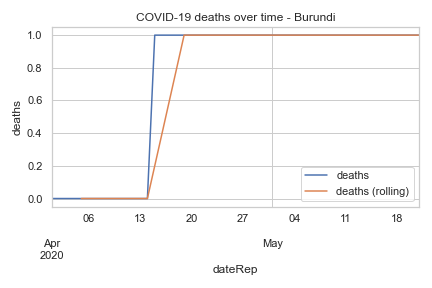 COVID-19 deaths over time - Burundi
1.0
0.8
0.6
0.4
0.2
0.0
deaths
deaths
deaths (rolling)
06 13 20 27 04 11 18
Apr May
2020
dateRep